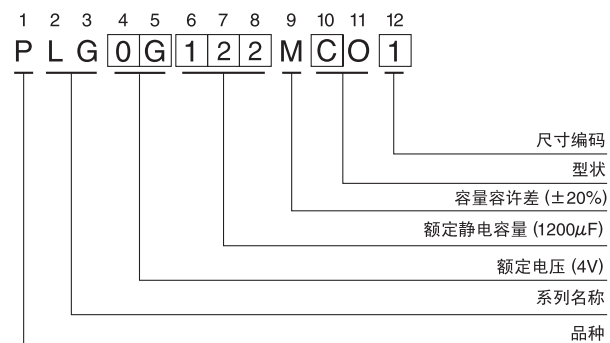 1 2 3 4 5 6 7 8 9 10 11 12
P L G 0 G 1 2 2 M C O 1
尺寸编码
型状
容量容许差 (±20%)
额定静电容量 (1200μF)
额定电压 (4V)
系列名称
品种